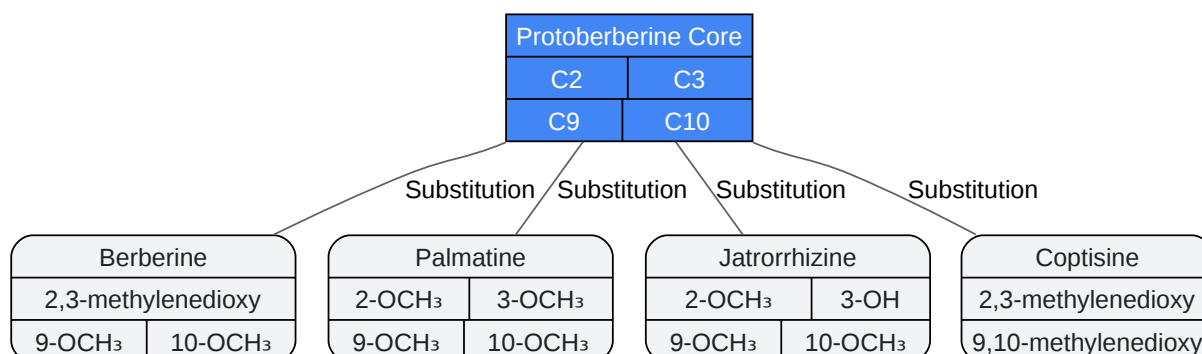 Protoberberine Core
C2 C3
C9 C10
Substitution Substitution Substitution Substitution
Berberine Palmatine Jatrorrhizine Coptisine
2,3-methylenedioxy 2-OCH₃ 3-OCH₃ 2-OCH₃ 3-OH 2,3-methylenedioxy
9-OCH₃ 10-OCH₃ 9-OCH₃ 10-OCH₃ 9-OCH₃ 10-OCH₃ 9,10-methylenedioxy